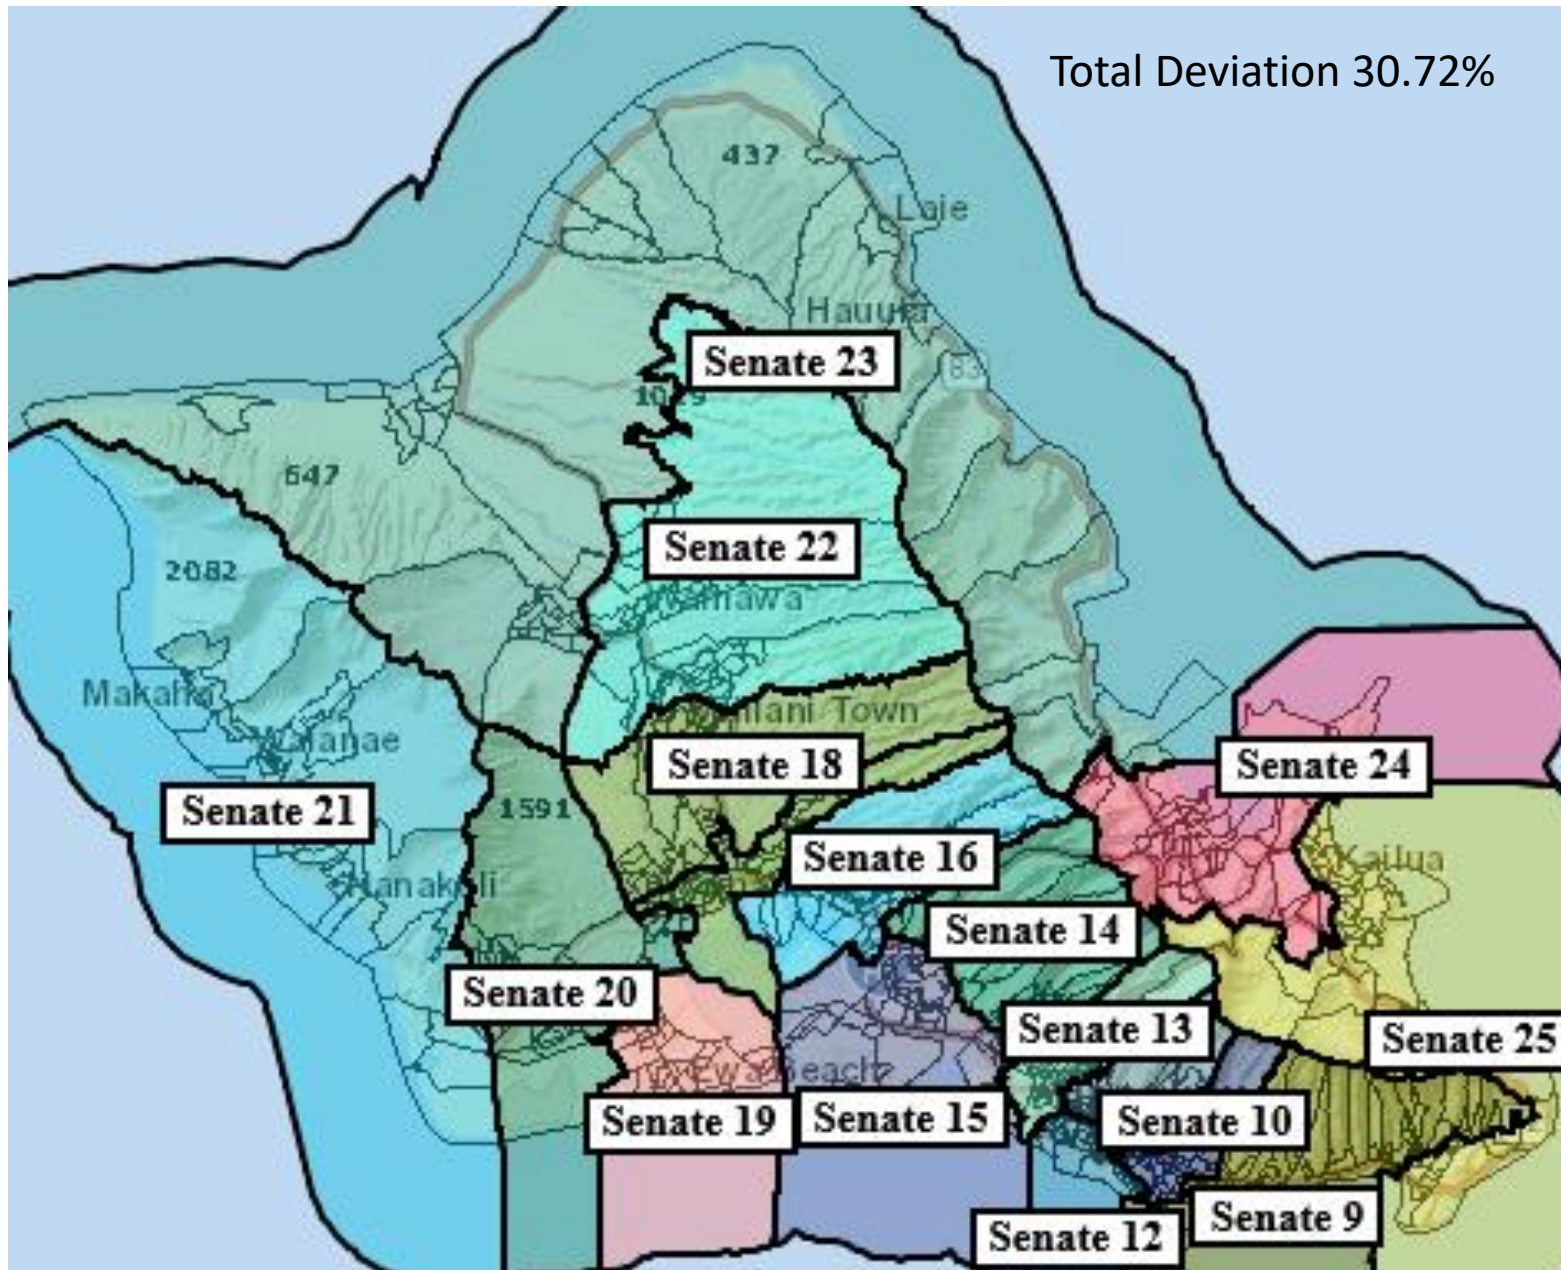 Total Deviation 30.72%
437
Laie
Hauula
Senate 23
83
647
Senate 22
2082
Makaha
Waianae
Senate 18
Senate 24
Senate 21
1591
Senate 16
Kailua
Senate 14
Senate 20
Senate 13
Senate 25
Senate 19
Senate 15
Senate 10
Senate 12
Senate 9